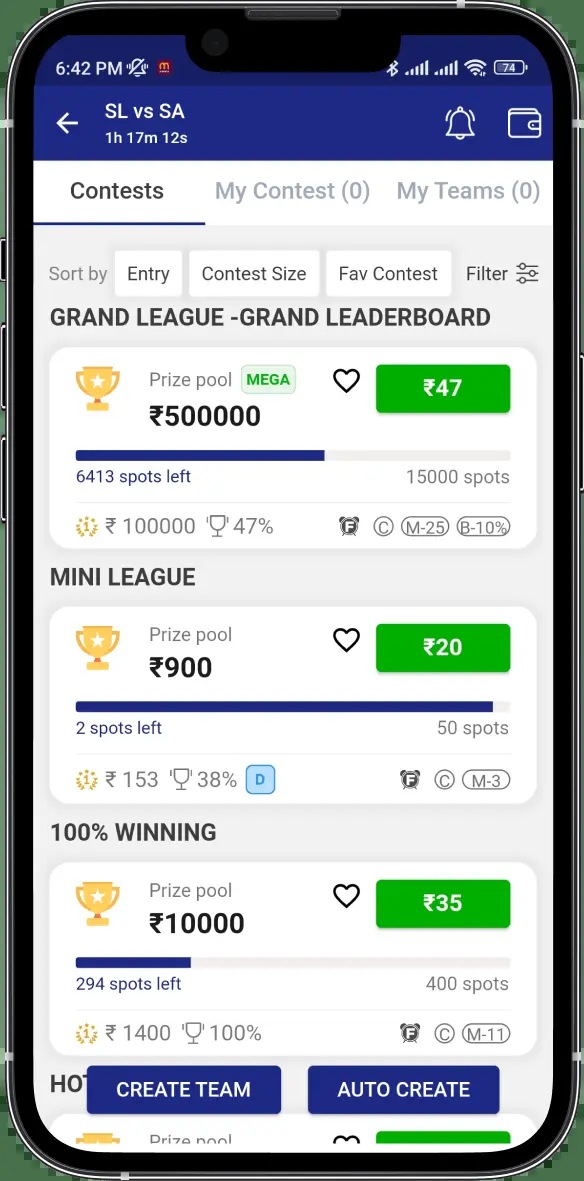 6:42 PM 74
SL vs SA
1h 17m 12s
Contests My Contest (0) My Teams (0)
Sort by Entry Contest Size Fav Contest Filter
GRAND LEAGUE -GRAND LEADERBOARD
Prize pool MEGA ₹47
₹500000
6413 spots left 15000 spots
1 ₹ 100000 47% F C M-25 B-10%
MINI LEAGUE
Prize pool ₹20
₹900
2 spots left 50 spots
1 ₹ 153 38% D F C M-3
100% WINNING
Prize pool ₹35
₹10000
294 spots left 400 spots
1 ₹ 1400 100% F C M-11
HO CREATE TEAM AUTO CREATE
Prize pool